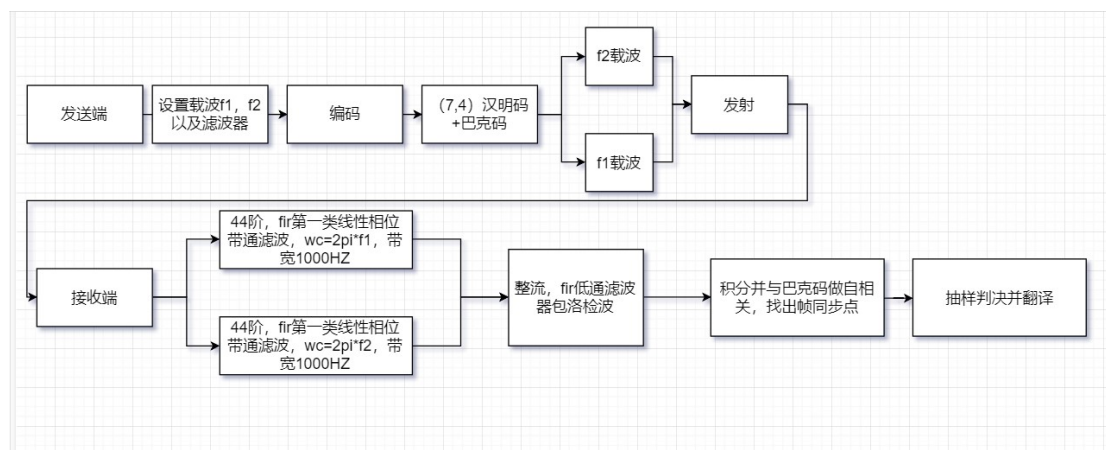 发送端
设置载波f1，f2
以及滤波器
编码
（7,4）汉明码
+巴克码
f2载波
f1载波
发射
接收端
44阶，fir第一类线性相位
带通滤波，wc=2pi*f1，带
宽1000HZ
44阶，fir第一类线性相位
带通滤波，wc=2pi*f2，带
宽1000HZ
整流，fir低通滤波
器包洛检波
积分并与巴克码做自相
关，找出帧同步点
抽样判决并翻译